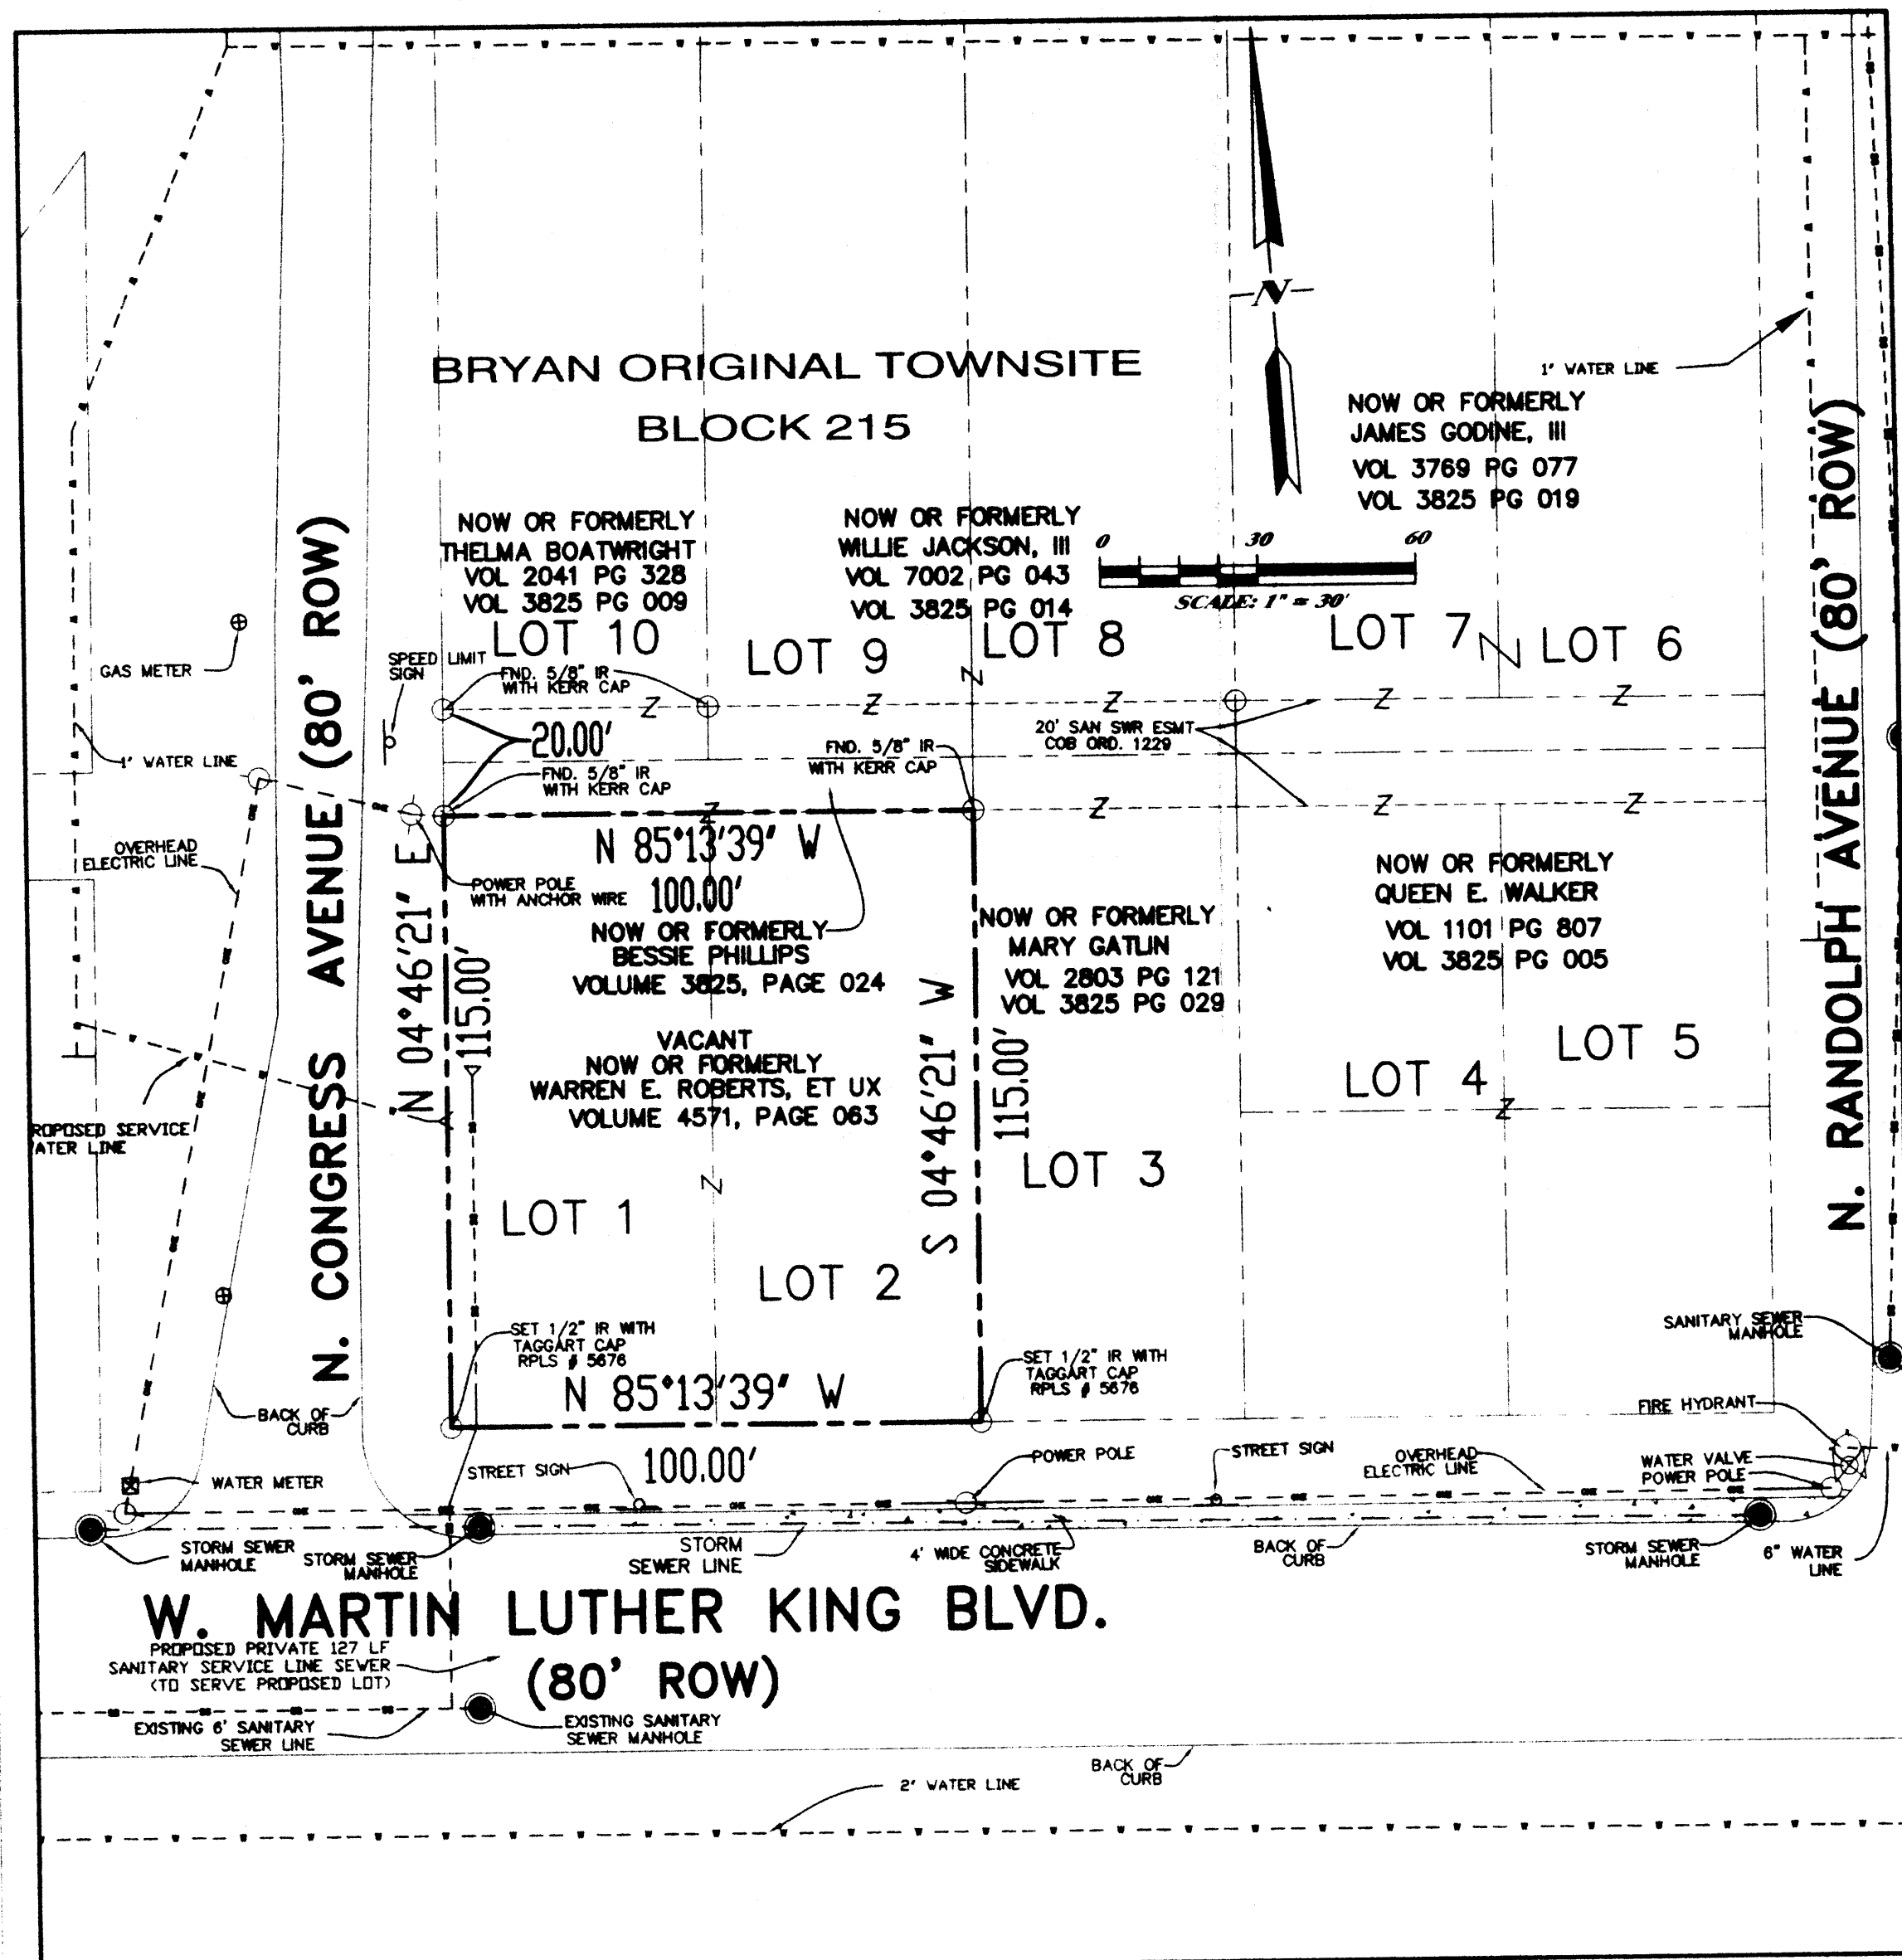 BRYAN ORIGINAL TOWNSITE
BLOCK 215
N
1" WATER LINE
NOW OR FORMERLY
JAMES GODINE, III
VOL 3769 PG 077
VOL 3825 PG 019
NOW OR FORMERLY
THELMA BOATWRIGHT
VOL 2041 PG 328
VOL 3825 PG 009
NOW OR FORMERLY
WILLIE JACKSON, III
VOL 7002 PG 043
VOL 3825 PG 014
0 30 60
SCALE: 1" = 30'
LOT 10
LOT 9
LOT 8
LOT 7
LOT 6
GAS METER
SPEED LIMIT
SIGN
FND. 5/8" IR
WITH KERR CAP
20.00'
FND. 5/8" IR
WITH KERR CAP
FND. 5/8" IR
WITH KERR CAP
20' SAN SWR ESMT
COB ORD. 1229
1" WATER LINE
N. CONGRESS AVENUE (80' ROW)
N. RANDOLPH AVENUE (80' ROW)
OVERHEAD
ELECTRIC LINE
N 85°13'39" W
100.00'
POWER POLE
WITH ANCHOR WIRE
N 04°46'21" E
115.00'
NOW OR FORMERLY
BESSIE PHILLIPS
VOLUME 3825, PAGE 024
VACANT
NOW OR FORMERLY
WARREN E. ROBERTS, ET UX
VOLUME 4571, PAGE 063
S 04°46'21" W
115.00'
NOW OR FORMERLY
MARY GATLIN
VOL 2803 PG 121
VOL 3825 PG 029
NOW OR FORMERLY
QUEEN E. WALKER
VOL 1101 PG 807
VOL 3825 PG 005
LOT 5
LOT 4
LOT 3
LOT 1
LOT 2
ROPOSED SERVICE
ATER LINE
SET 1/2" IR WITH
TAGGART CAP
RPLS # 5676
N 85°13'39" W
100.00'
SET 1/2" IR WITH
TAGGART CAP
RPLS # 5676
SANITARY SEWER
MANHOLE
FIRE HYDRANT
WATER VALVE
POWER POLE
BACK OF
CURB
WATER METER
STREET SIGN
POWER POLE
STREET SIGN
OVERHEAD
ELECTRIC LINE
STORM SEWER
MANHOLE
STORM SEWER
MANHOLE
STORM
SEWER LINE
4' WIDE CONCRETE
SIDEWALK
BACK OF
CURB
STORM SEWER
MANHOLE
6" WATER
LINE
W. MARTIN LUTHER KING BLVD.
(80' ROW)
PROPOSED PRIVATE 127 LF
SANITARY SERVICE LINE SEWER
(TO SERVE PROPOSED LOT)
EXISTING 6" SANITARY
SEWER LINE
EXISTING SANITARY
SEWER MANHOLE
BACK OF
CURB
2" WATER LINE